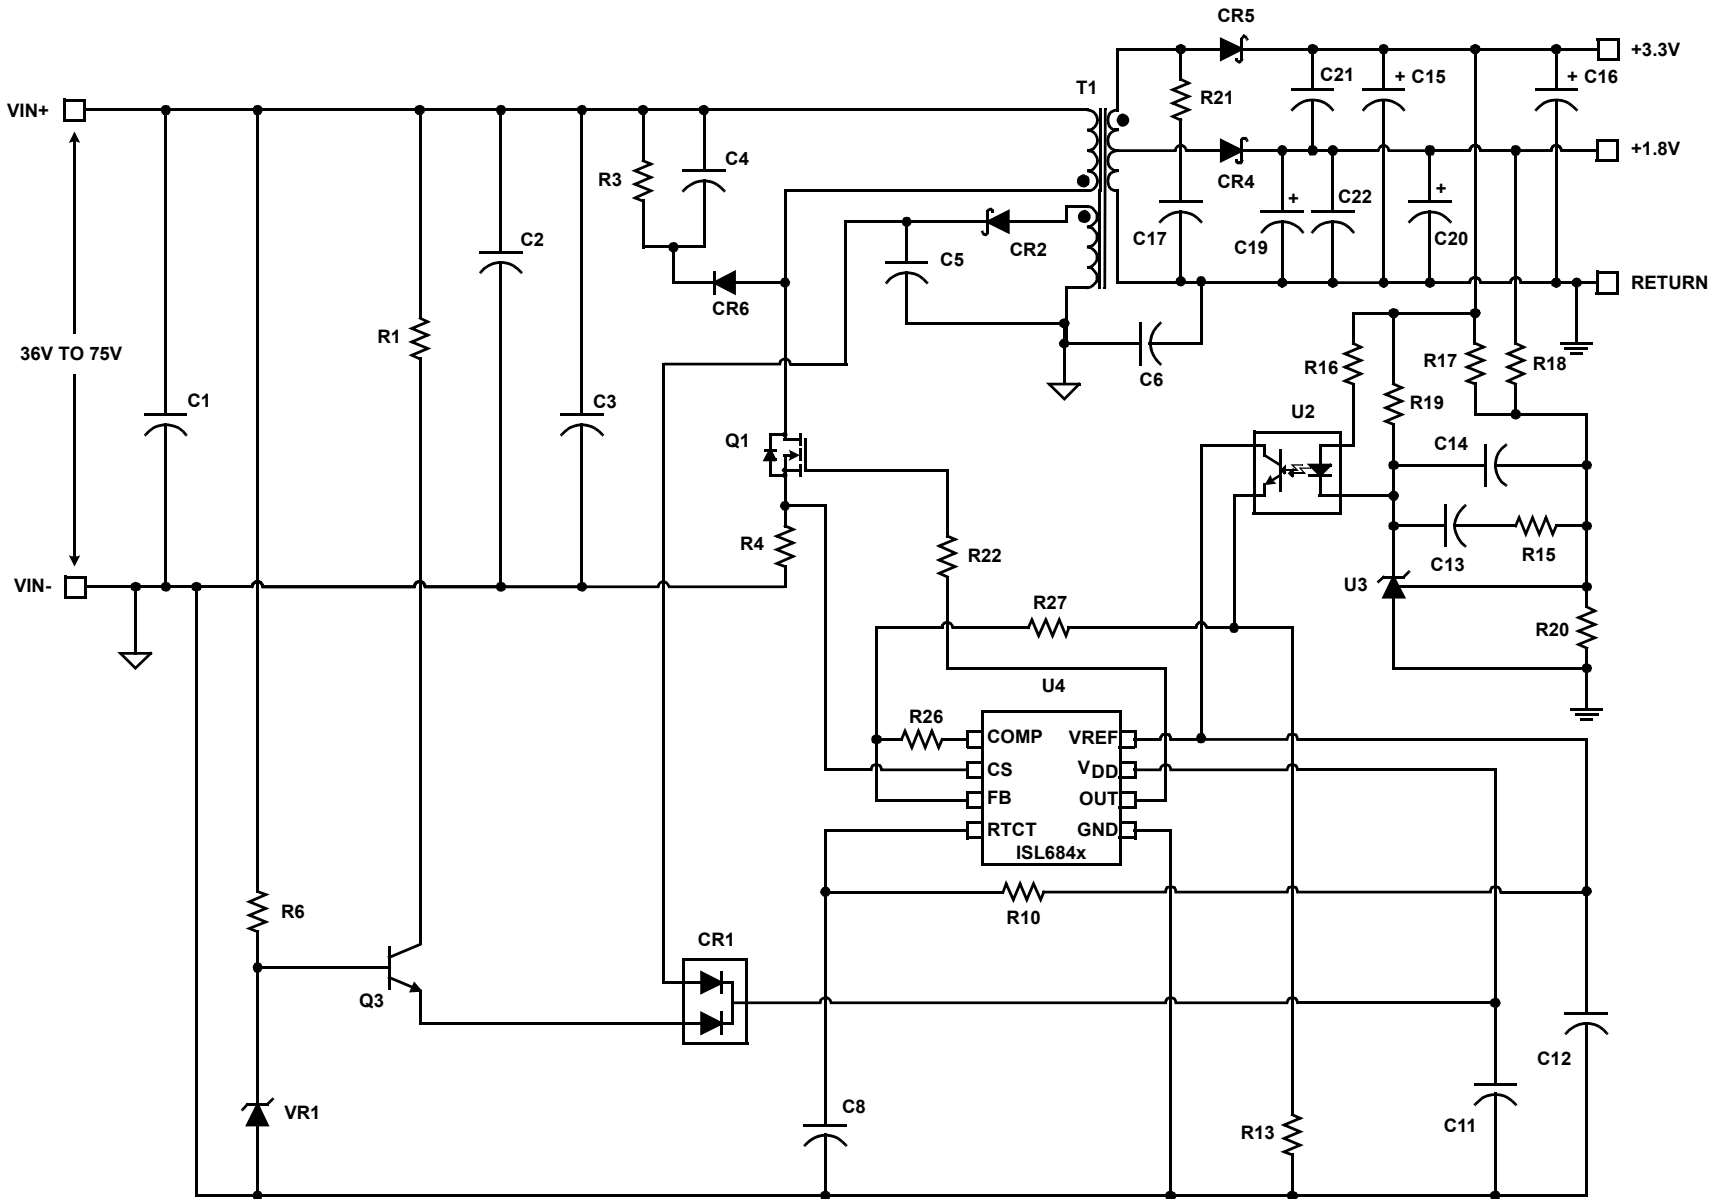 CR5
+3.3V
C21
+ C15
+ C16
T1
R21
VIN+
+1.8V
C4
R3
CR4
C22
+
+
C2
C17
C19
C20
C5
CR2
CR6
RETURN
R1
36V TO 75V
C6
R16
R17
R18
C1
C3
R19
U2
Q1
C14
R4
R22
C13
R15
VIN-
U3
R27
R20
U4
R26
COMP
VREF
CS
VDD
FB
OUT
RTCT
GND
ISL684x
R6
R10
CR1
Q3
C12
VR1
C8
R13
C11